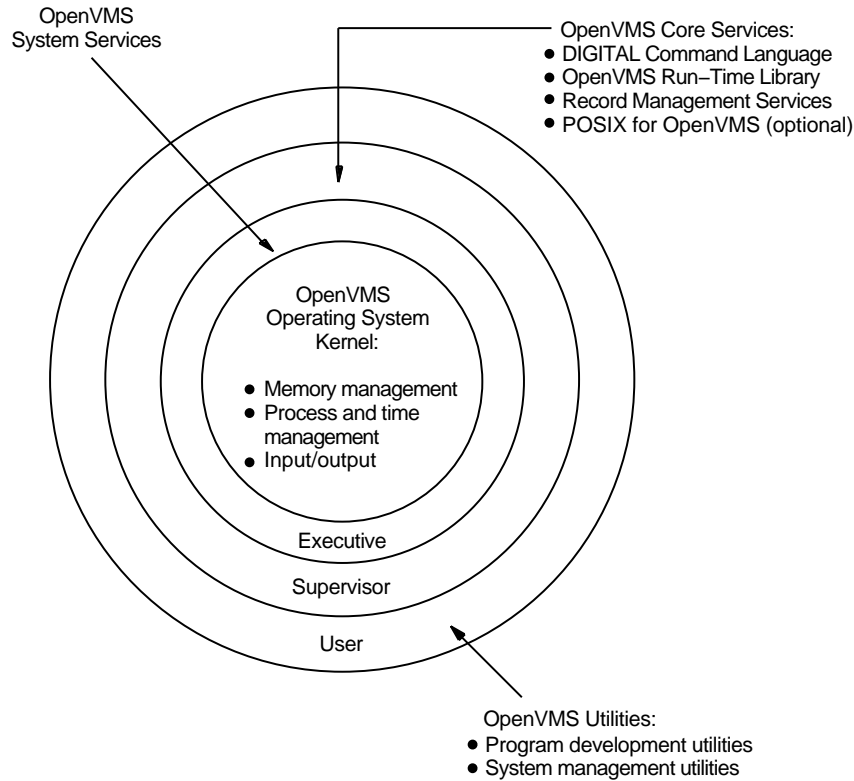 OpenVMS
System Services
OpenVMS Core Services:
● DIGITAL Command Language
● OpenVMS Run–Time Library
● Record Management Services
● POSIX for OpenVMS (optional)
OpenVMS
Operating System
Kernel:
● Memory management
● Process and time
management
● Input/output
Executive
Supervisor
User
OpenVMS Utilities:
● Program development utilities
● System management utilities